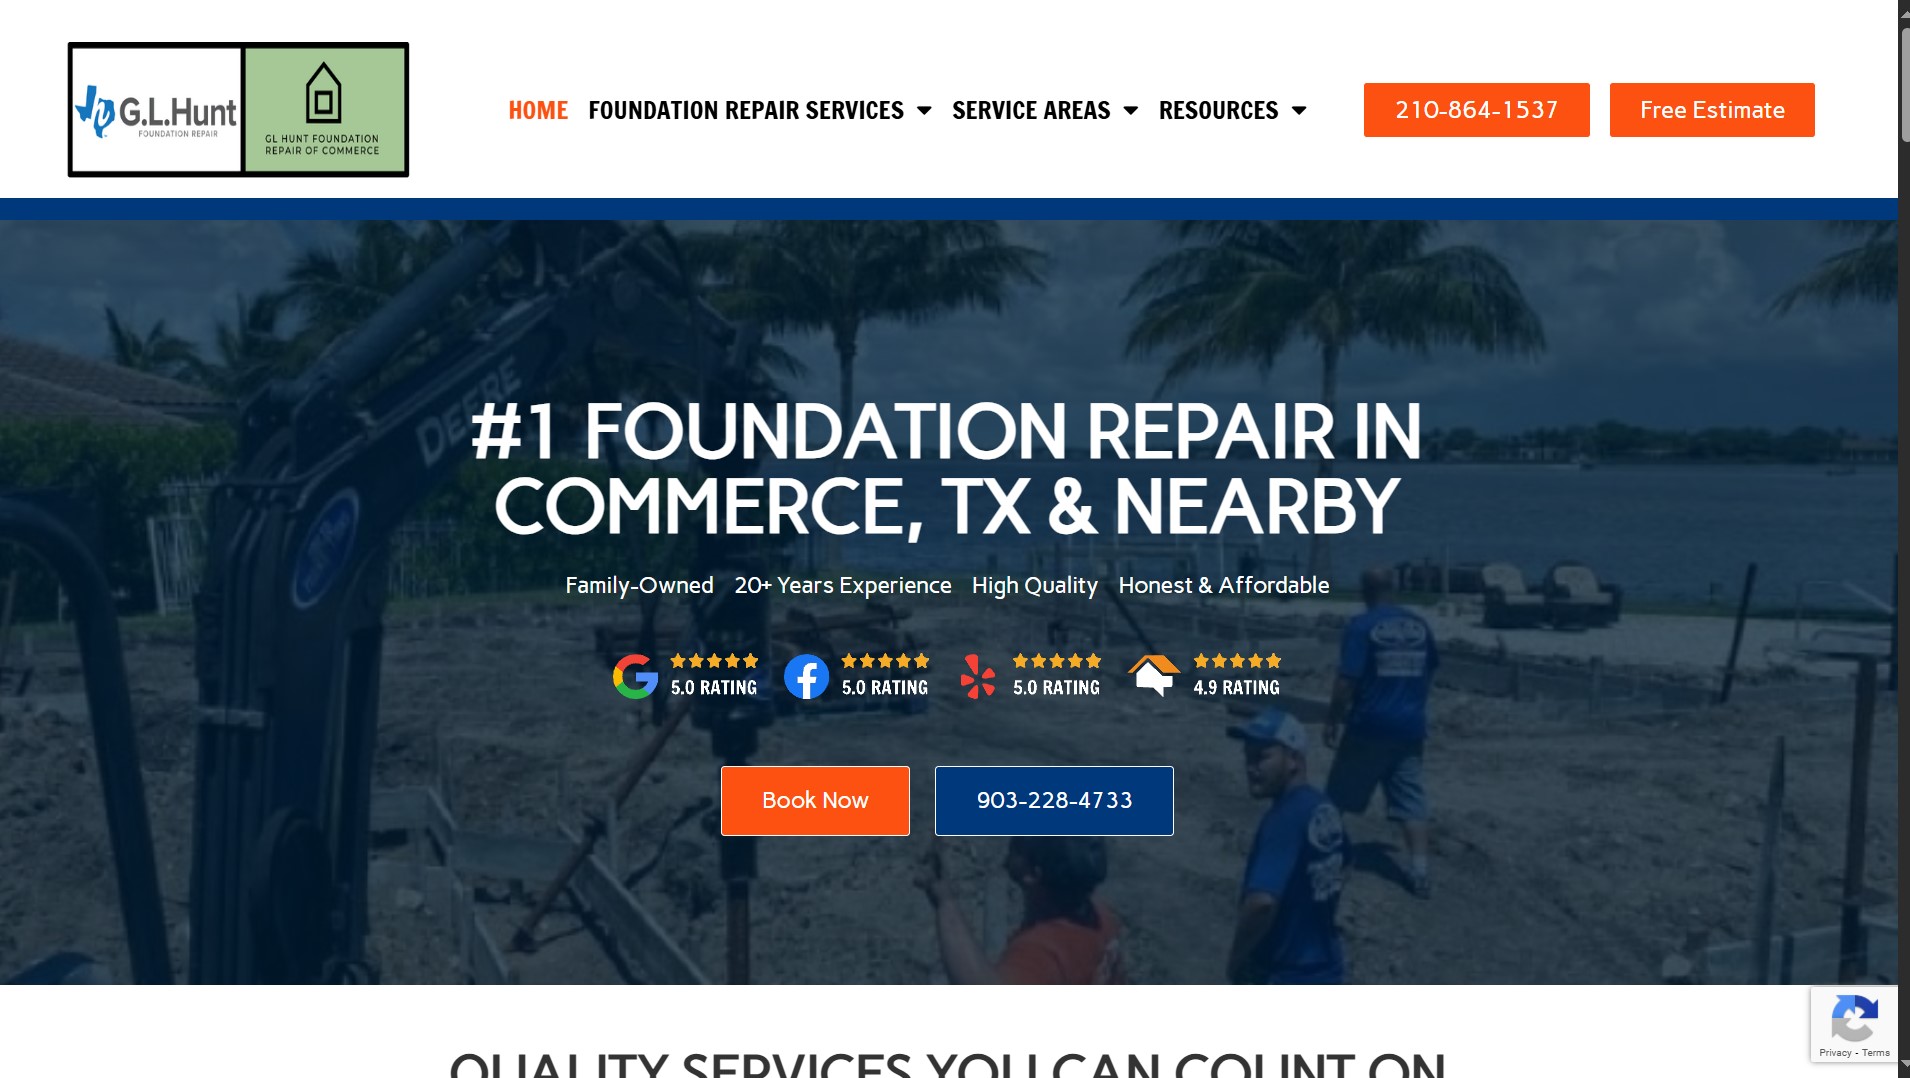 G.L.Hunt
FOUNDATION REPAIR
GL HUNT FOUNDATION
REPAIR OF COMMERCE
HOME FOUNDATION REPAIR SERVICES SERVICE AREAS RESOURCES
210-864-1537
Free Estimate
DEERE
#1 FOUNDATION REPAIR IN
COMMERCE, TX & NEARBY
Family-Owned 20+ Years Experience High Quality Honest & Affordable
5.0 RATING 5.0 RATING 5.0 RATING 4.9 RATING
Book Now 903-228-4733
Privacy - Terms
QUALITY SERVICES YOU CAN COUNT ON